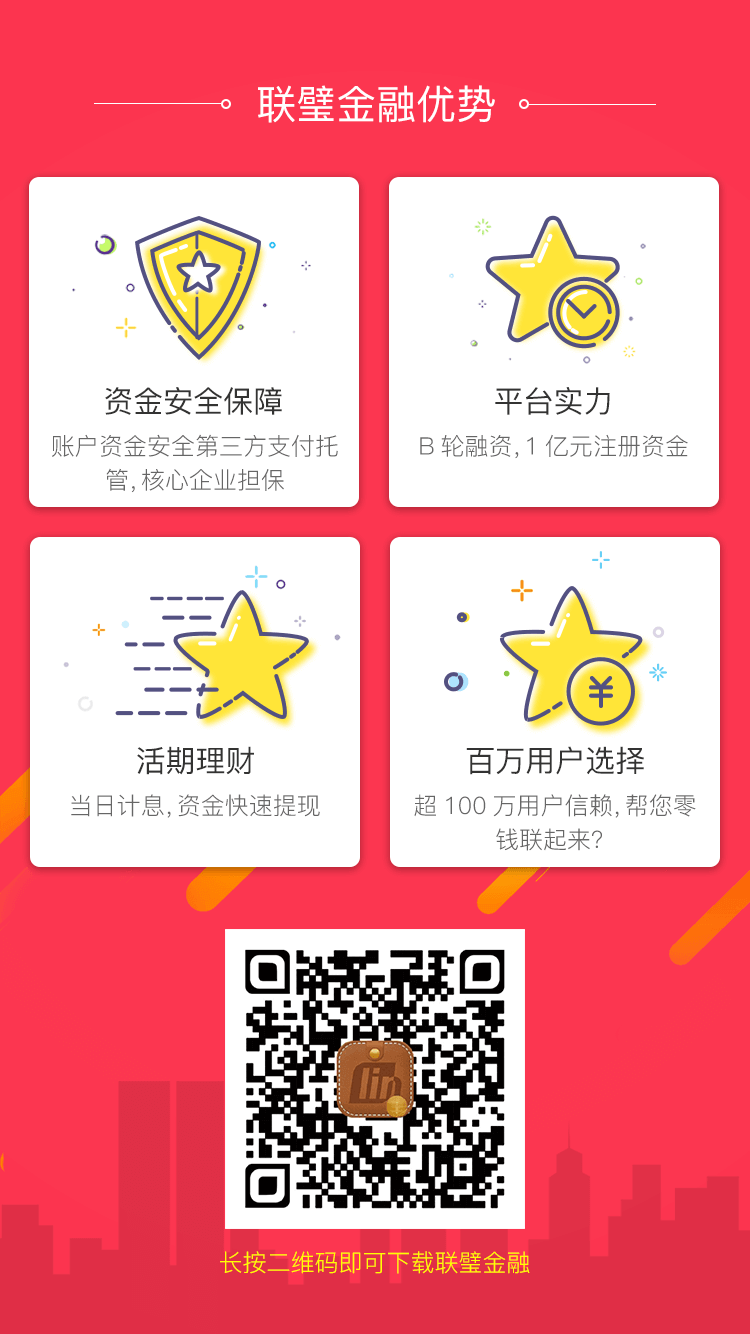 联璧金融优势
资金安全保障
账户资金安全第三方支付托
管,核心企业担保
平台实力
B 轮融资,1 亿元注册资金
活期理财
当日计息,资金快速提现
百万用户选择
超 100 万用户信赖,帮您零
钱联起来?
lin
长按二维码即可下载联璧金融